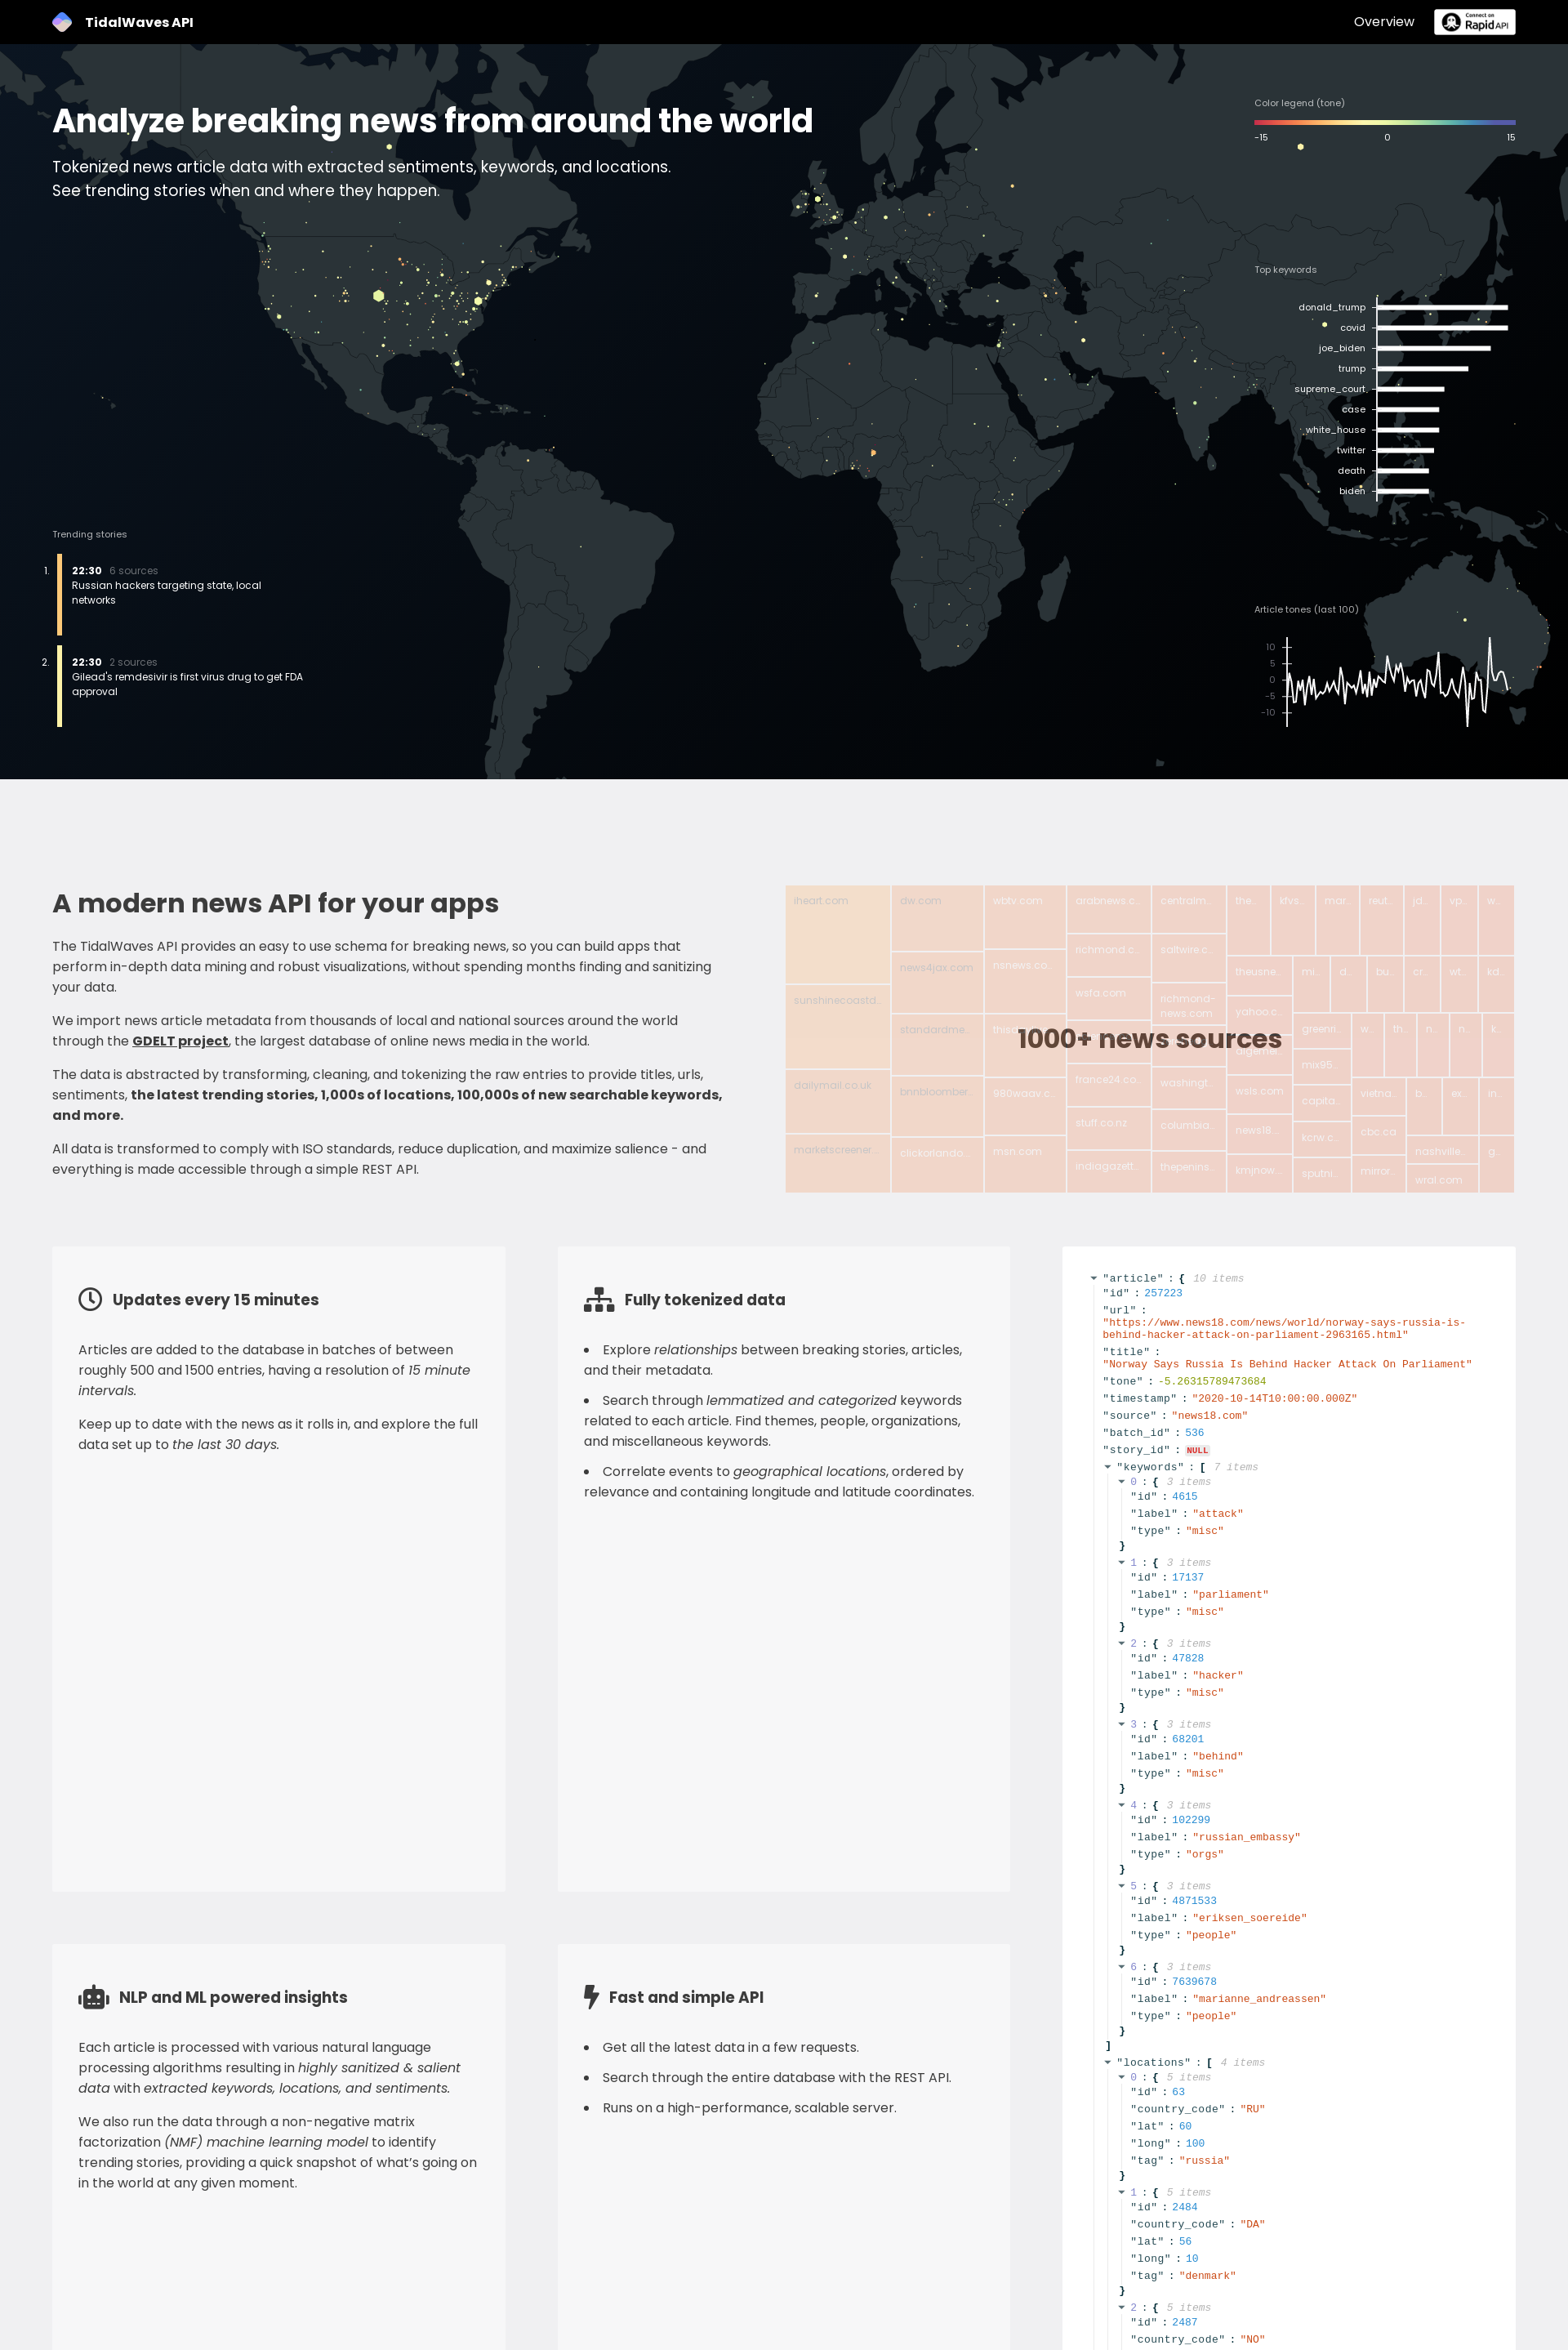 TidalWaves API
Overview
Connect on
Rapid API
Analyze breaking news from around the world
Tokenized news article data with extracted sentiments, keywords, and locations.
See trending stories when and where they happen.
Color legend (tone)
-15 0 15
Top keywords
donald_trump
covid
joe_biden
trump
supreme_court
case
white_house
twitter
death
biden
Trending stories
1. 22:30 6 sources
Russian hackers targeting state, local
networks
2. 22:30 2 sources
Gilead's remdesivir is first virus drug to get FDA
approval
Article tones (last 100)
10
5
0
-5
-10
A modern news API for your apps
The TidalWaves API provides an easy to use schema for breaking news, so you can build apps that
perform in-depth data mining and robust visualizations, without spending months finding and sanitizing
your data.
We import news article metadata from thousands of local and national sources around the world
through the GDELT project, the largest database of online news media in the world.
The data is abstracted by transforming, cleaning, and tokenizing the raw entries to provide titles, urls,
sentiments, the latest trending stories, 1,000s of locations, 100,000s of new searchable keywords,
and more.
All data is transformed to comply with ISO standards, reduce duplication, and maximize salience - and
everything is made accessible through a simple REST API.
iheart.com
sunshinecoastd...
dailymail.co.uk
marketscreener....
dw.com
news4jax.com
standardme...
bnnbloomber...
clickorlando...
wbtv.com
nsnews.co...
980waav.c...
msn.com
arabnews.c...
richmond.c...
wsfa.com
france24.co...
stuff.co.nz
indiagazett...
centralm...
saltwire.c...
richmond-
news.com
washingt...
columbia...
thepenins...
the...
kfvs...
mar...
reut...
jd...
vp...
w...
theusne...
mi...
d...
bu...
cr...
wt...
kd...
yahoo.c...
wsls.com
news18....
kmjnow....
greenri...
mix95...
capita...
kcrw.c...
sputni...
w...
th...
n...
n...
k...
vietna...
cbc.ca
mirror...
b...
ex...
in...
nashville...
wral.com
g...
1000+ news sources
Updates every 15 minutes
Articles are added to the database in batches of between
roughly 500 and 1500 entries, having a resolution of 15 minute
intervals.
Keep up to date with the news as it rolls in, and explore the full
data set up to the last 30 days.
Fully tokenized data
• Explore relationships between breaking stories, articles,
and their metadata.
• Search through lemmatized and categorized keywords
related to each article. Find themes, people, organizations,
and miscellaneous keywords.
• Correlate events to geographical locations, ordered by
relevance and containing longitude and latitude coordinates.
NLP and ML powered insights
Each article is processed with various natural language
processing algorithms resulting in highly sanitized & salient
data with extracted keywords, locations, and sentiments.
We also run the data through a non-negative matrix
factorization (NMF) machine learning model to identify
trending stories, providing a quick snapshot of what's going on
in the world at any given moment.
Fast and simple API
• Get all the latest data in a few requests.
• Search through the entire database with the REST API.
• Runs on a high-performance, scalable server.
"article" : { 10 items
"id" : 257223
"url" :
"https://www.news18.com/news/world/norway-says-russia-is-
behind-hacker-attack-on-parliament-2963165.html"
"title" :
"Norway Says Russia Is Behind Hacker Attack On Parliament"
"tone" : -5.26315789473684
"timestamp" : "2020-10-14T10:00:00.000Z"
"source" : "news18.com"
"batch_id" : 536
"story_id" : NULL
"keywords" : [ 7 items
0 : { 3 items
"id" : 4615
"label" : "attack"
"type" : "misc"
}
1 : { 3 items
"id" : 17137
"label" : "parliament"
"type" : "misc"
}
2 : { 3 items
"id" : 47828
"label" : "hacker"
"type" : "misc"
}
3 : { 3 items
"id" : 68201
"label" : "behind"
"type" : "misc"
}
4 : { 3 items
"id" : 102299
"label" : "russian_embassy"
"type" : "orgs"
}
5 : { 3 items
"id" : 4871533
"label" : "eriksen_soereide"
"type" : "people"
}
6 : { 3 items
"id" : 7639678
"label" : "marianne_andreassen"
"type" : "people"
}
]
"locations" : [ 4 items
0 : { 5 items
"id" : 63
"country_code" : "RU"
"lat" : 60
"long" : 100
"tag" : "russia"
}
1 : { 5 items
"id" : 2484
"country_code" : "DA"
"lat" : 56
"long" : 10
"tag" : "denmark"
}
2 : { 5 items
"id" : 2487
"country_code" : "NO"